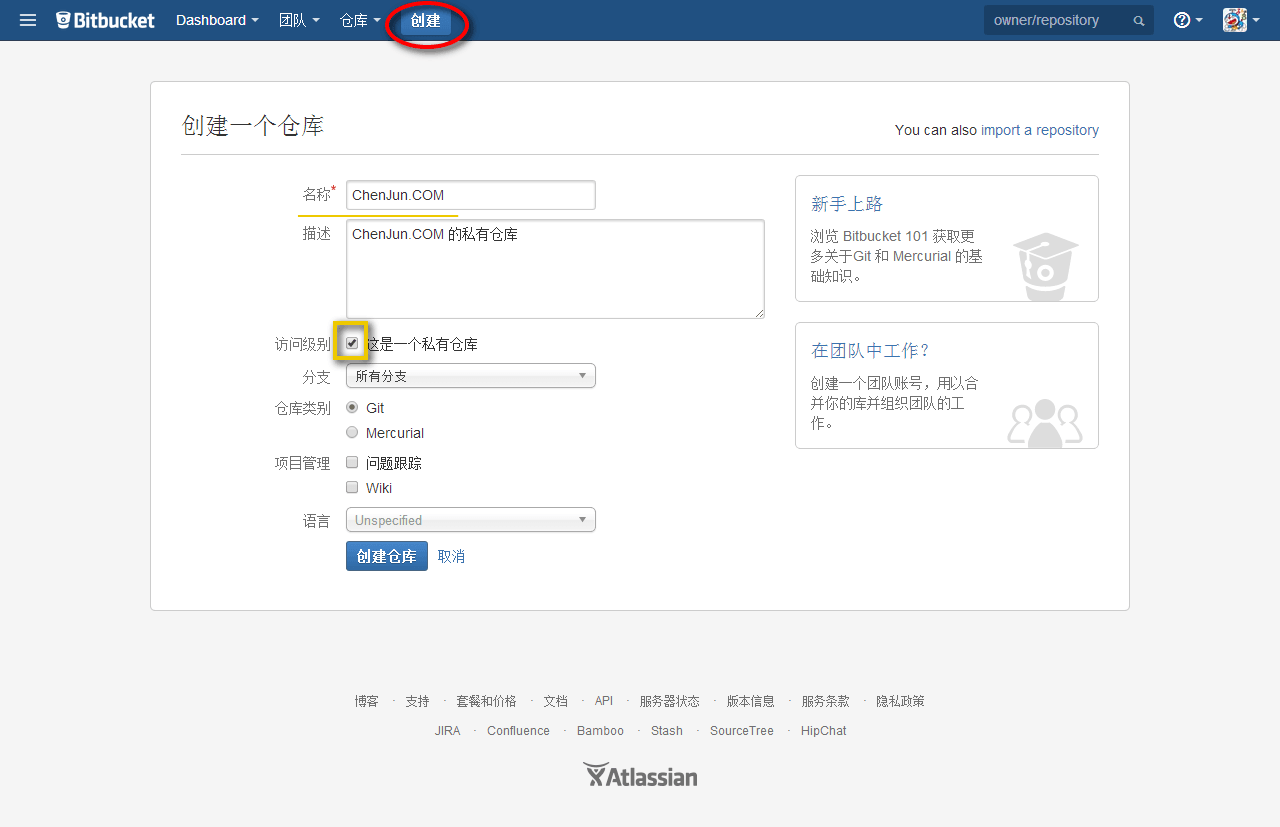 Bitbucket Dashboard 团队 仓库 创建 owner/repository
创建一个仓库
You can also import a repository
名称* ChenJun.COM
描述 ChenJun.COM 的私有仓库
访问级别 这是一个私有仓库
分支 所有分支
仓库类别 Git
Mercurial
项目管理 问题跟踪
Wiki
语言 Unspecified
创建仓库 取消
新手上路
浏览 Bitbucket 101 获取更
多关于Git 和 Mercurial 的基
础知识。
在团队中工作?
创建一个团队账号，用以合
并你的库并组织团队的工
作。
博客 · 支持 · 套餐和价格 · 文档 · API · 服务器状态 · 版本信息 · 服务条款 · 隐私政策
JIRA · Confluence · Bamboo · Stash · SourceTree · HipChat
Atlassian